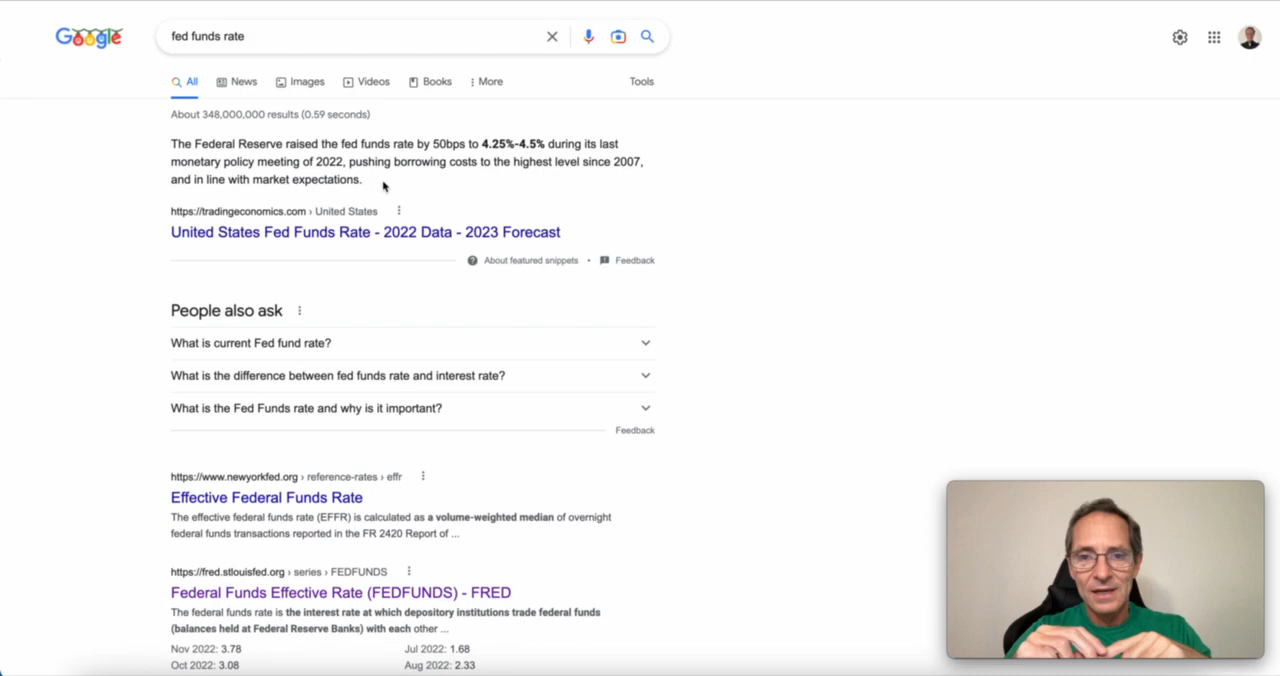 Google
fed funds rate
All News Images Videos Books More Tools
About 348,000,000 results (0.59 seconds)
The Federal Reserve raised the fed funds rate by 50bps to 4.25%-4.5% during its last
monetary policy meeting of 2022, pushing borrowing costs to the highest level since 2007,
and in line with market expectations.
https://tradingeconomics.com › United States
United States Fed Funds Rate - 2022 Data - 2023 Forecast
About featured snippets • Feedback
People also ask
What is current Fed fund rate?
What is the difference between fed funds rate and interest rate?
What is the Fed Funds rate and why is it important?
Feedback
https://www.newyorkfed.org › reference-rates › effr
Effective Federal Funds Rate
The effective federal funds rate (EFFR) is calculated as a volume-weighted median of overnight
federal funds transactions reported in the FR 2420 Report of ...
https://fred.stlouisfed.org › series › FEDFUNDS
Federal Funds Effective Rate (FEDFUNDS) - FRED
The federal funds rate is the interest rate at which depository institutions trade federal funds
(balances held at Federal Reserve Banks) with each other ...
Nov 2022: 3.78 Jul 2022: 1.68
Oct 2022: 3.08 Aug 2022: 2.33